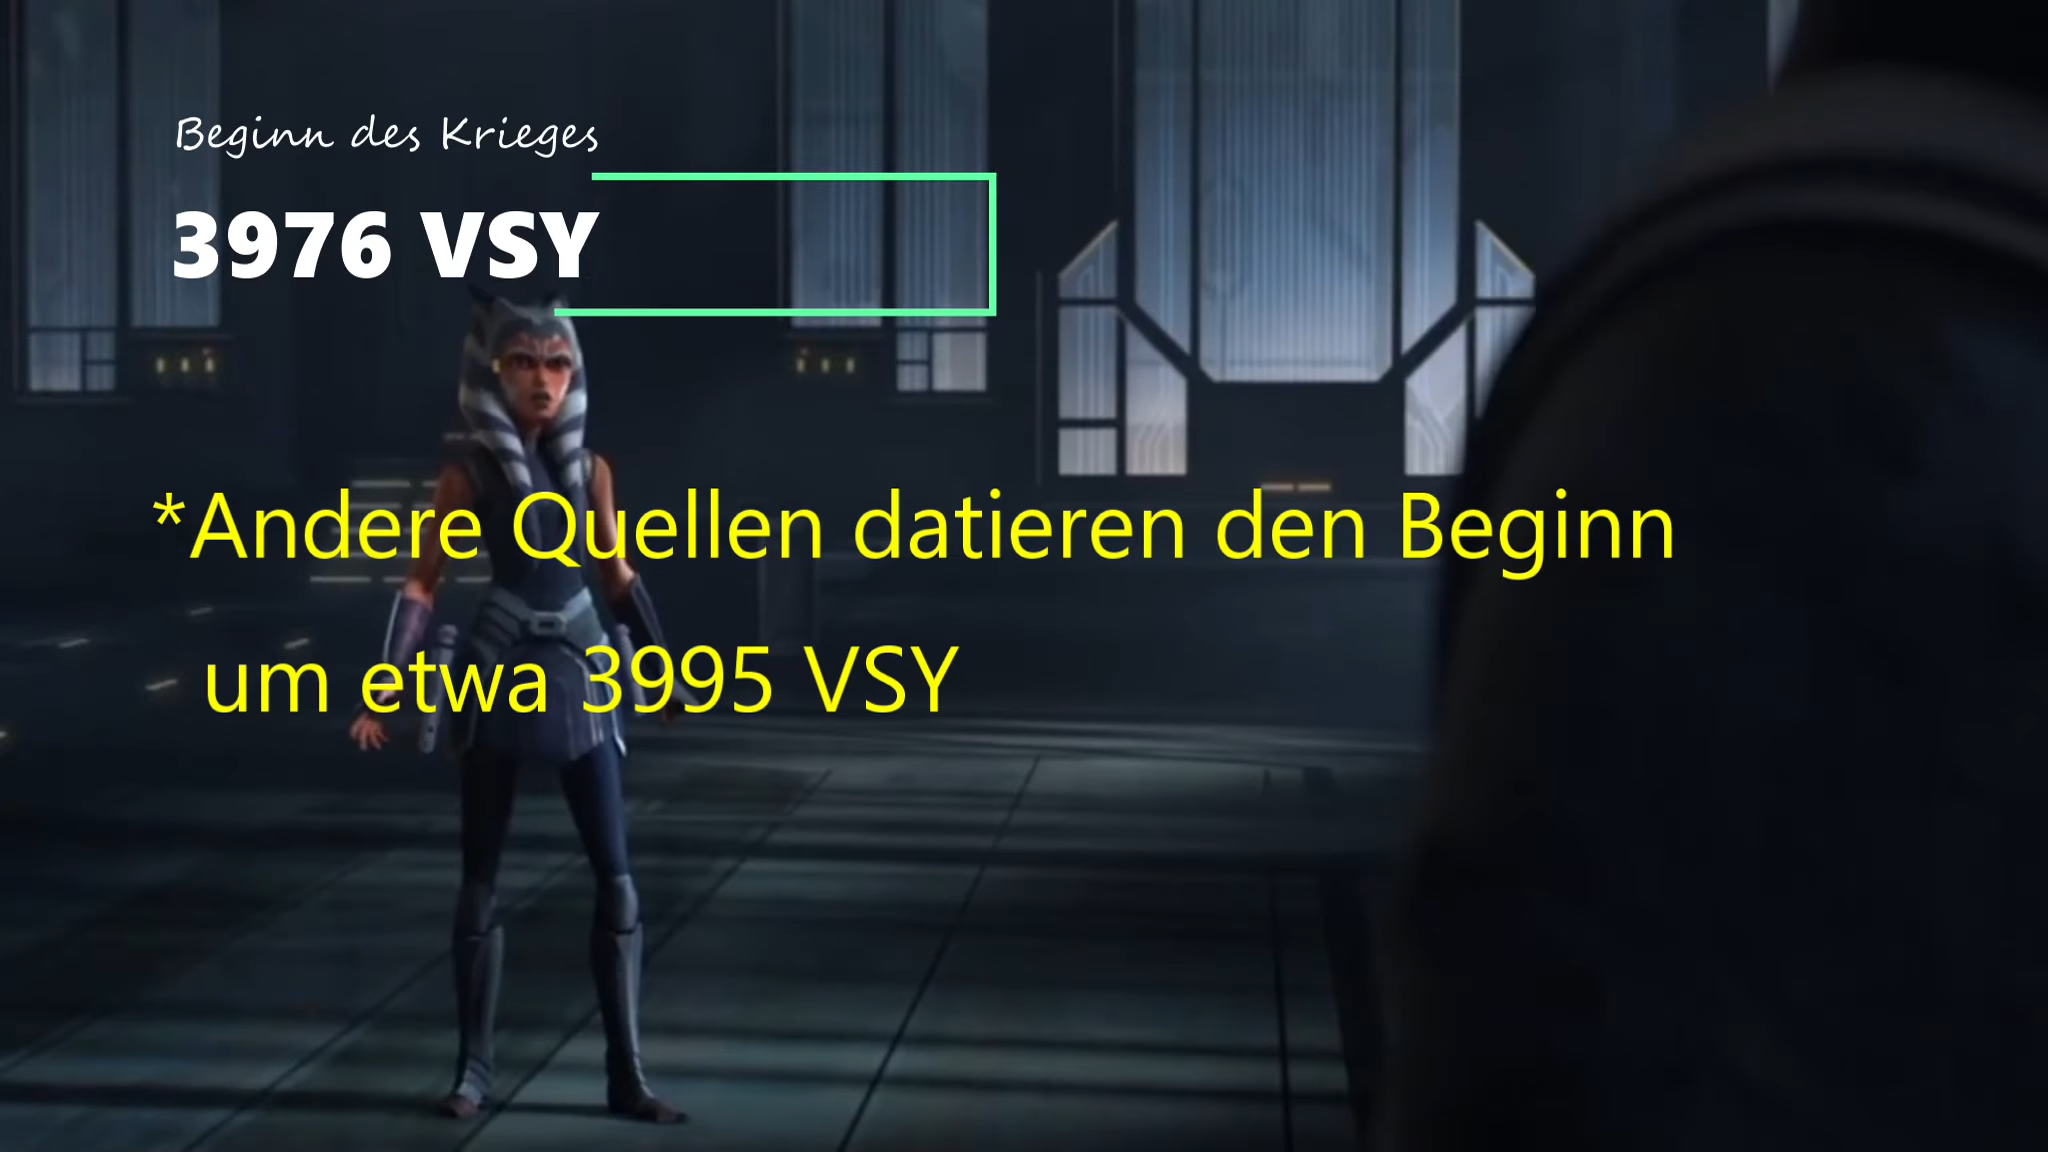 Beginn des Krieges
3976 VSY
*Andere Quellen datieren den Beginn
um etwa 3995 VSY